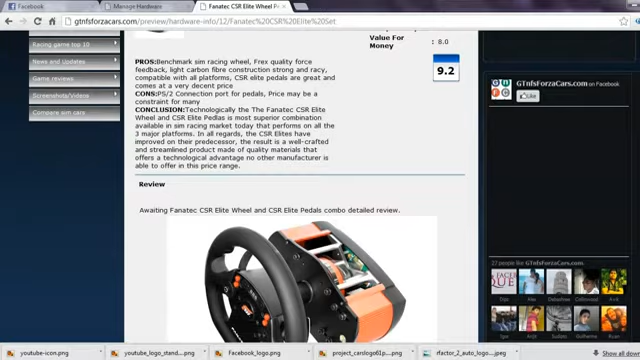 Facebook
Manage Hardware
Fanatec CSR Elite Wheel P
gtnfsforzacars.com/preview/hardware-info/12/Fanatec%20CSR%20Elite%20Set
Racing game top 10
News and Updates
Game reviews
Screenshot/Videos
Compare sim cars
Value For
Money
: 8.0
9.2
PROS:Benchmark sim racing wheel, Frex quality force
feedback, light carbon fibre construction strong and racy,
compatible with all platforms, CSR elite pedals are great and
comes at a very decent price
CONS:PS/2 Connection port for pedals, Price may be a
constraint for many
CONCLUSION:Technologically the The Fanatec CSR Elite
Wheel and CSR Elite Pedlas is most superior combination
available in sim racing market today that performs on all the
3 major platforms. In all regards, the CSR Elites have
improved on their predecessor, the result is a well-crafted
and streamlined product made of quality materials that
offers a technological advantage no other manufacturer is
able to offer in this price range.
Review
Awaiting Fanatec CSR Elite Wheel and CSR Elite Pedals combo detailed review.
GTnfsForzaCars.com on Facebook
Like
27 people like GTnfsForzaCars.com
youtube-icon.png
youtube_logo_stand....png
Facebook_logo.png
project_carslogo01p....png
rfactor_2_auto_logo....jpeg
Show all dow